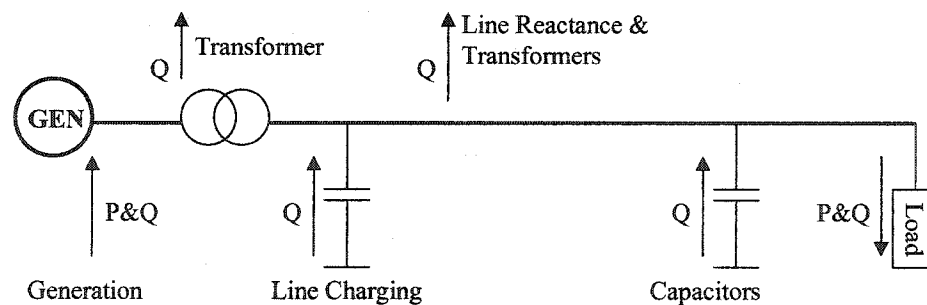 Transformer
Q
Line Reactance &
Transformers
Q
GEN
P&Q
Q
Q
P&Q
Load
Generation
Line Charging
Capacitors